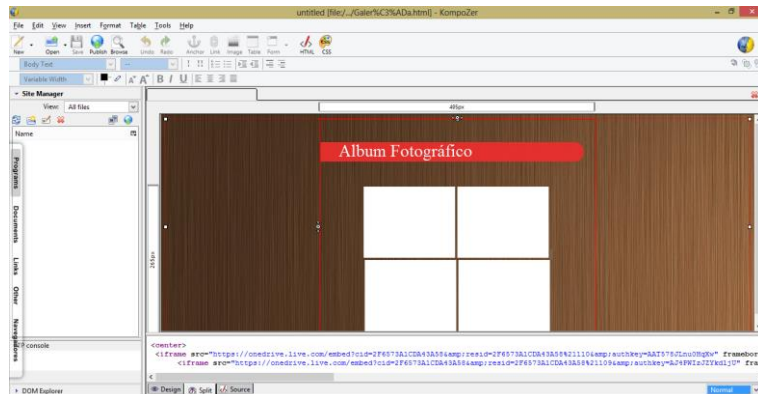 untitled [file:/.../Galer%C3%ADa.html] - KompoZer
File Edit View Insert Format Table Tools Help
New Open Save Publish Browse Undo Redo Anchor Link Image Table Form HTML CSS
Body Text
Variable Width
Site Manager
View: All files
Name
495px
Album Fotográfico
265px
Programs
Documents
Links
Other
Navegadores
console
<center>
<iframe src="https://onedrive.live.com/embed?cid=2F6573A1CDA43A58&amp;resid=2F6573A1CDA43A58%21110&amp;authkey=
<iframe src="https://onedrive.live.com/embed?cid=2F6573A1CDA43A58&amp;resid=2F6573A1CDA43A58%21109&amp;authkey=
DOM Explorer
Design Split Source
Normal